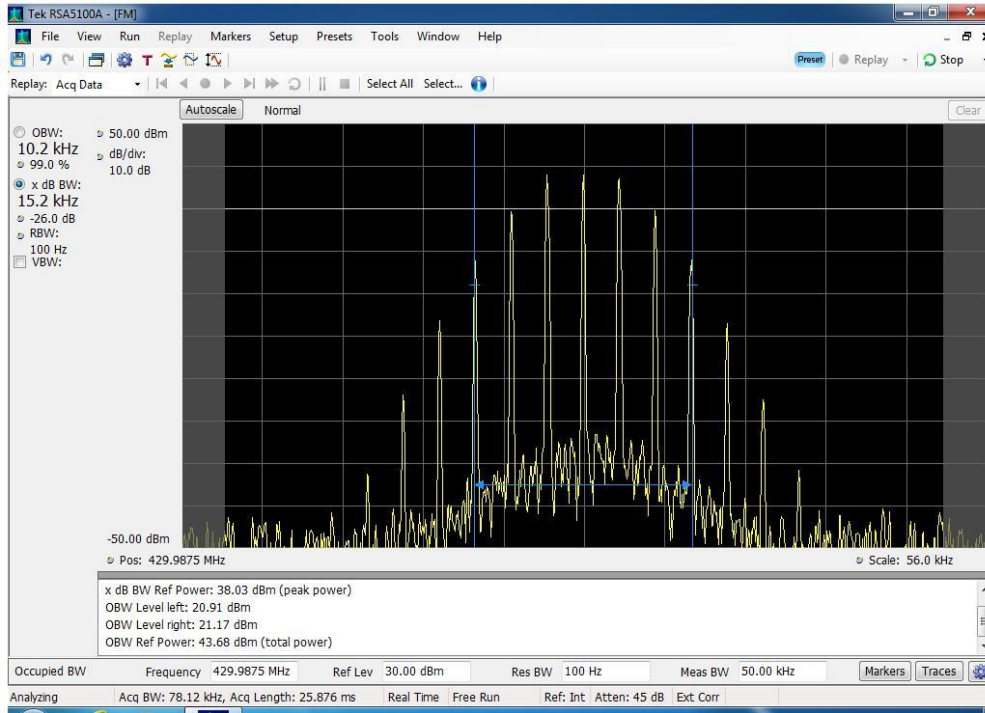 Tek RSA5100A - [FM]
File View Run Replay Markers Setup Presets Tools Window Help
Preset Replay Stop
Replay: Acq Data Select All Select...
Autoscale Normal Clear
OBW:
10.2 kHz
99.0 %
x dB BW:
15.2 kHz
-26.0 dB
RBW:
100 Hz
VBW:
50.00 dBm
dB/div:
10.0 dB
-50.00 dBm
Pos: 429.9875 MHz Scale: 56.0 kHz
x dB BW Ref Power: 38.03 dBm (peak power)
OBW Level left: 20.91 dBm
OBW Level right: 21.17 dBm
OBW Ref Power: 43.68 dBm (total power)
Occupied BW Frequency 429.9875 MHz Ref Lev 30.00 dBm Res BW 100 Hz Meas BW 50.00 kHz Markers Traces
Analyzing Acq BW: 78.12 kHz, Acq Length: 25.876 ms Real Time Free Run Ref: Int Atten: 45 dB Ext Corr